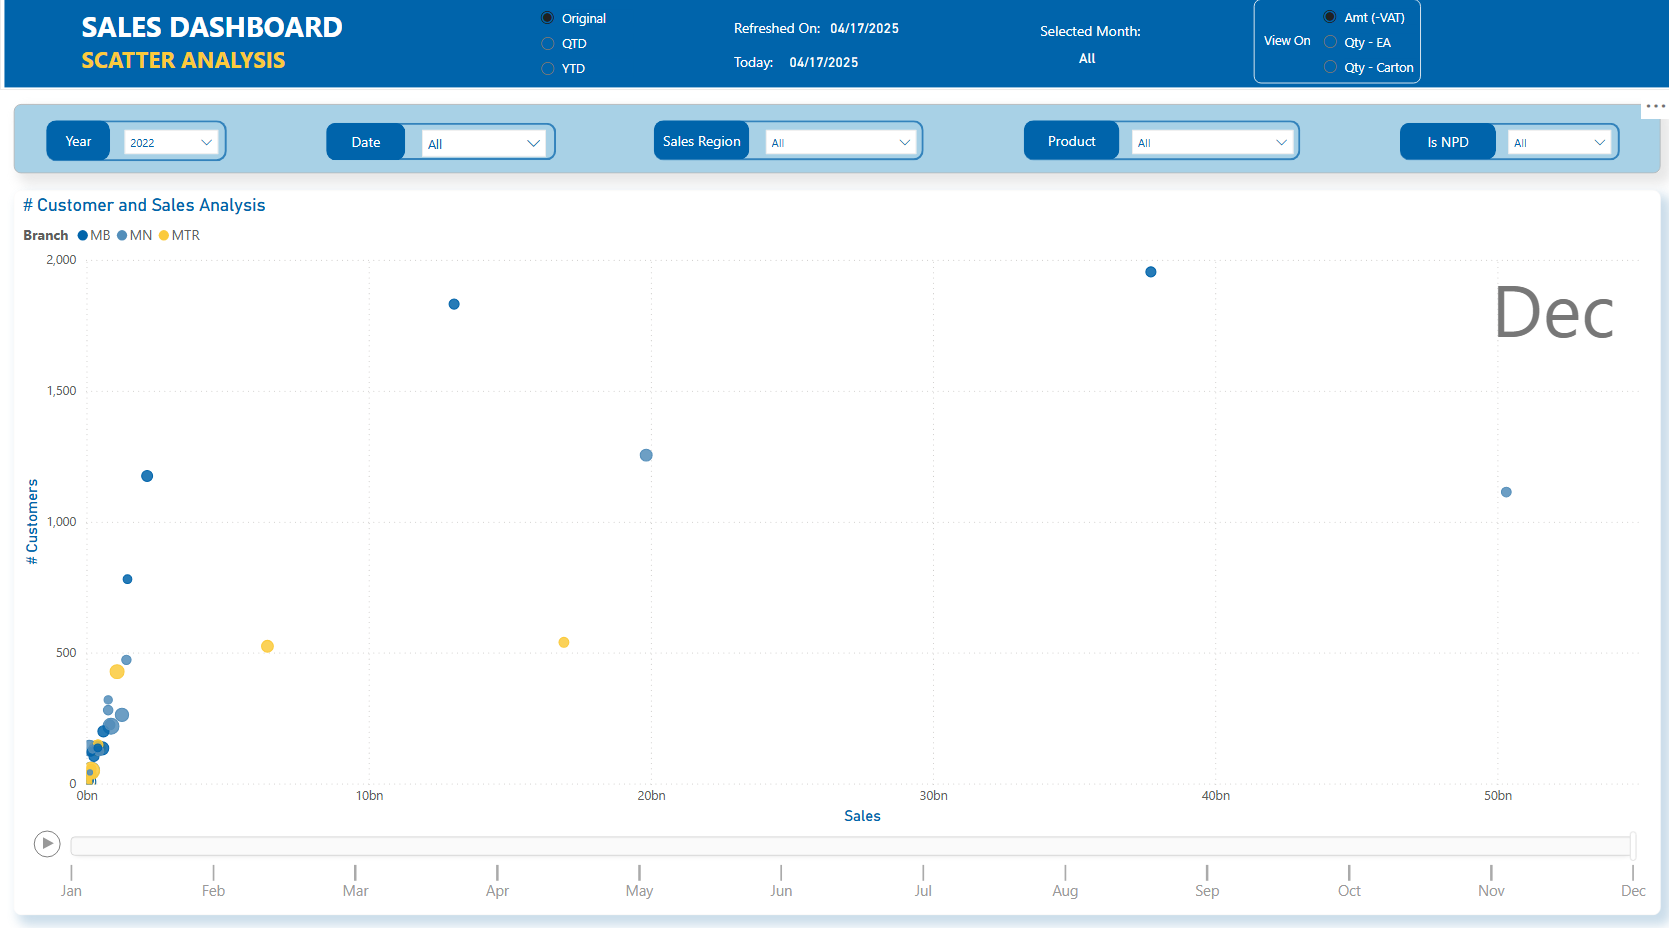 SALES DASHBOARD
SCATTER ANALYSIS
Original
QTD
YTD
Refreshed On: 04/17/2025
Today: 04/17/2025
Selected Month:
All
View On
Amt (-VAT)
Qty - EA
Qty - Carton
Year 2022
Date All
Sales Region All
Product All
Is NPD All
# Customer and Sales Analysis
Branch MB MN MTR
2,000
1,500
1,000
500
0
# Customers
Dec
0bn 10bn 20bn 30bn 40bn 50bn
Sales
Jan Feb Mar Apr May Jun Jul Aug Sep Oct Nov Dec